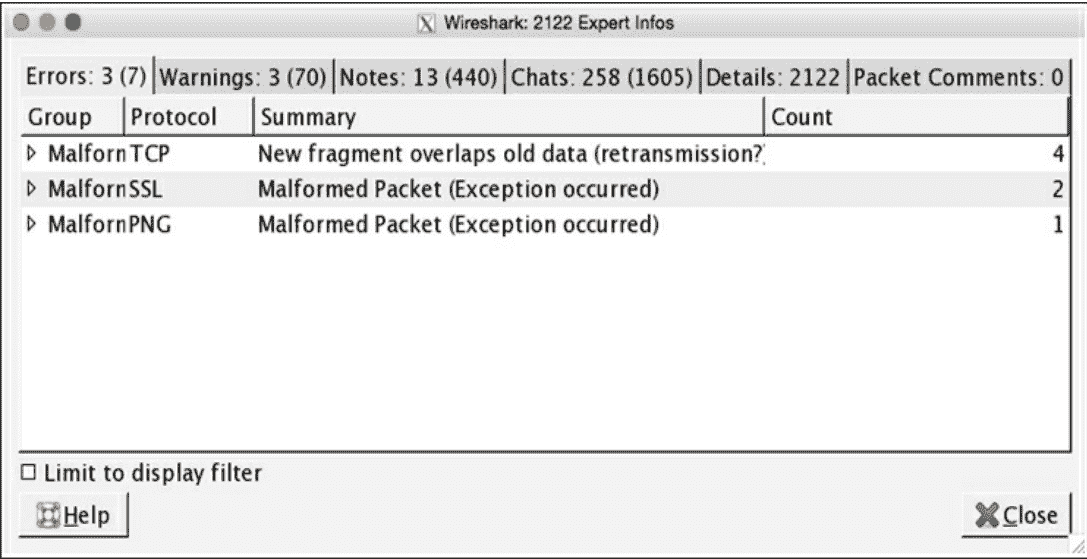 Wireshark: 2122 Expert Infos
Errors: 3 (7) Warnings: 3 (70) Notes: 13 (440) Chats: 258 (1605) Details: 2122 Packet Comments: 0
Group Protocol Summary Count
Malforn TCP New fragment overlaps old data (retransmission?) 4
Malforn SSL Malformed Packet (Exception occurred) 2
Malforn PNG Malformed Packet (Exception occurred) 1
Limit to display filter
Help Close